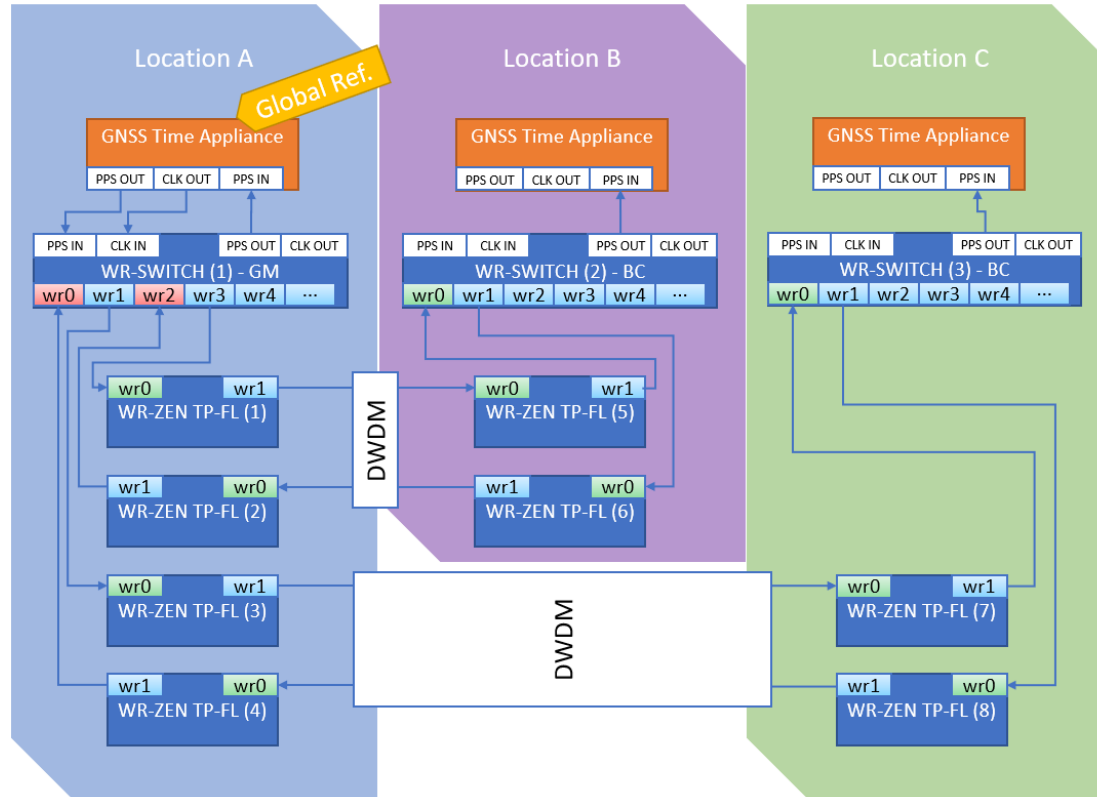 Location A
Location B
Location C
Global Ref.
GNSS Time Appliance
PPS OUT CLK OUT PPS IN
GNSS Time Appliance
PPS OUT CLK OUT PPS IN
GNSS Time Appliance
PPS OUT CLK OUT PPS IN
PPS IN CLK IN PPS OUT CLK OUT
WR-SWITCH (1) - GM
wr0 wr1 wr2 wr3 wr4 ...
PPS IN CLK IN PPS OUT CLK OUT
WR-SWITCH (2) - BC
wr0 wr1 wr2 wr3 wr4 ...
PPS IN CLK IN PPS OUT CLK OUT
WR-SWITCH (3) - BC
wr0 wr1 wr2 wr3 wr4 ...
wr0 wr1
WR-ZEN TP-FL (1)
DWDM
wr0 wr1
WR-ZEN TP-FL (5)
wr1 wr0
WR-ZEN TP-FL (2)
wr1 wr0
WR-ZEN TP-FL (6)
wr0 wr1
WR-ZEN TP-FL (3)
DWDM
wr0 wr1
WR-ZEN TP-FL (7)
wr1 wr0
WR-ZEN TP-FL (4)
wr1 wr0
WR-ZEN TP-FL (8)